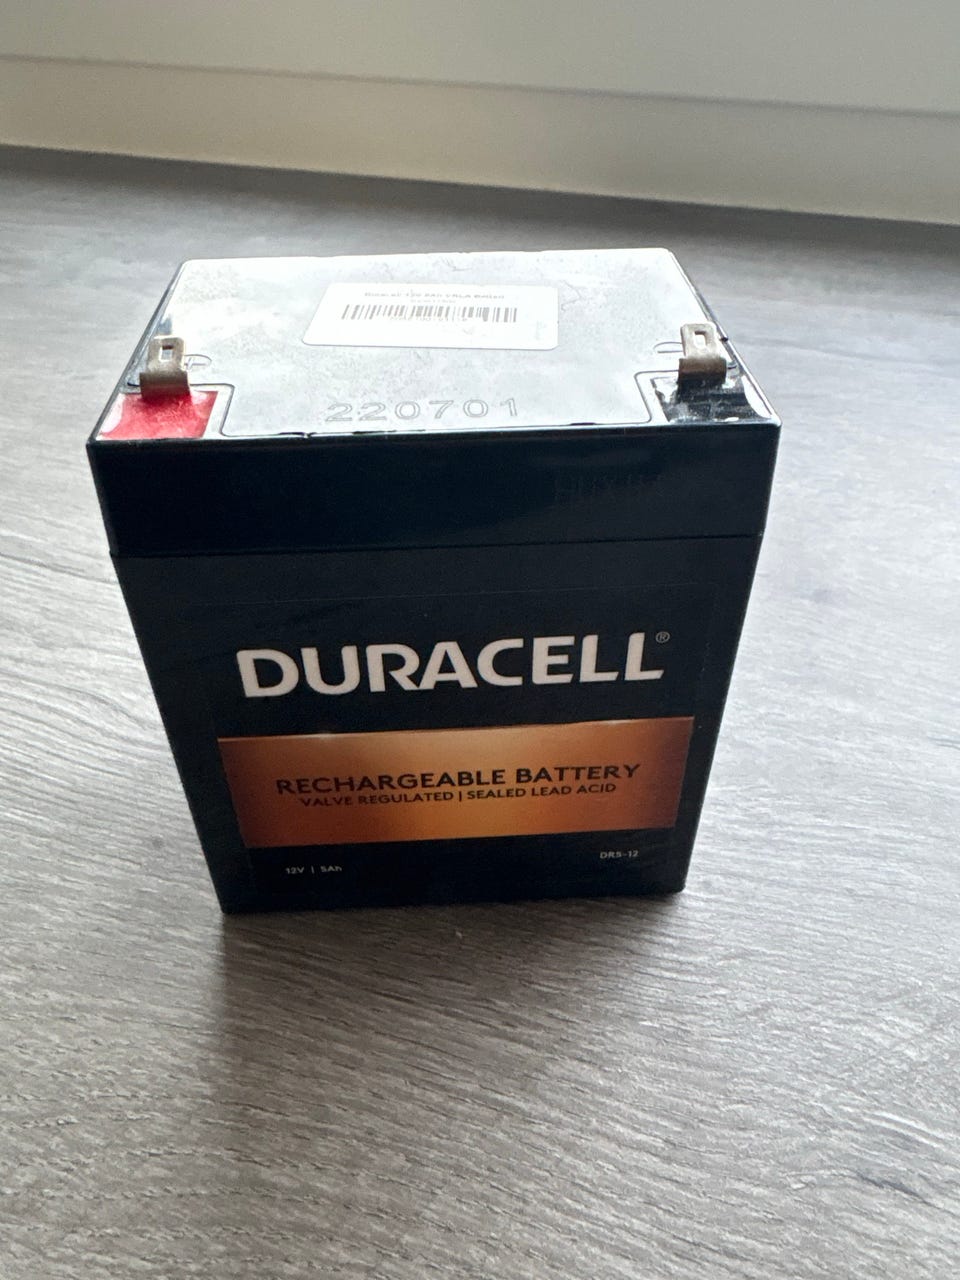 220701
DURACELL®
RECHARGEABLE BATTERY
VALVE REGULATED | SEALED LEAD ACID
12V | 5Ah
DR5-12